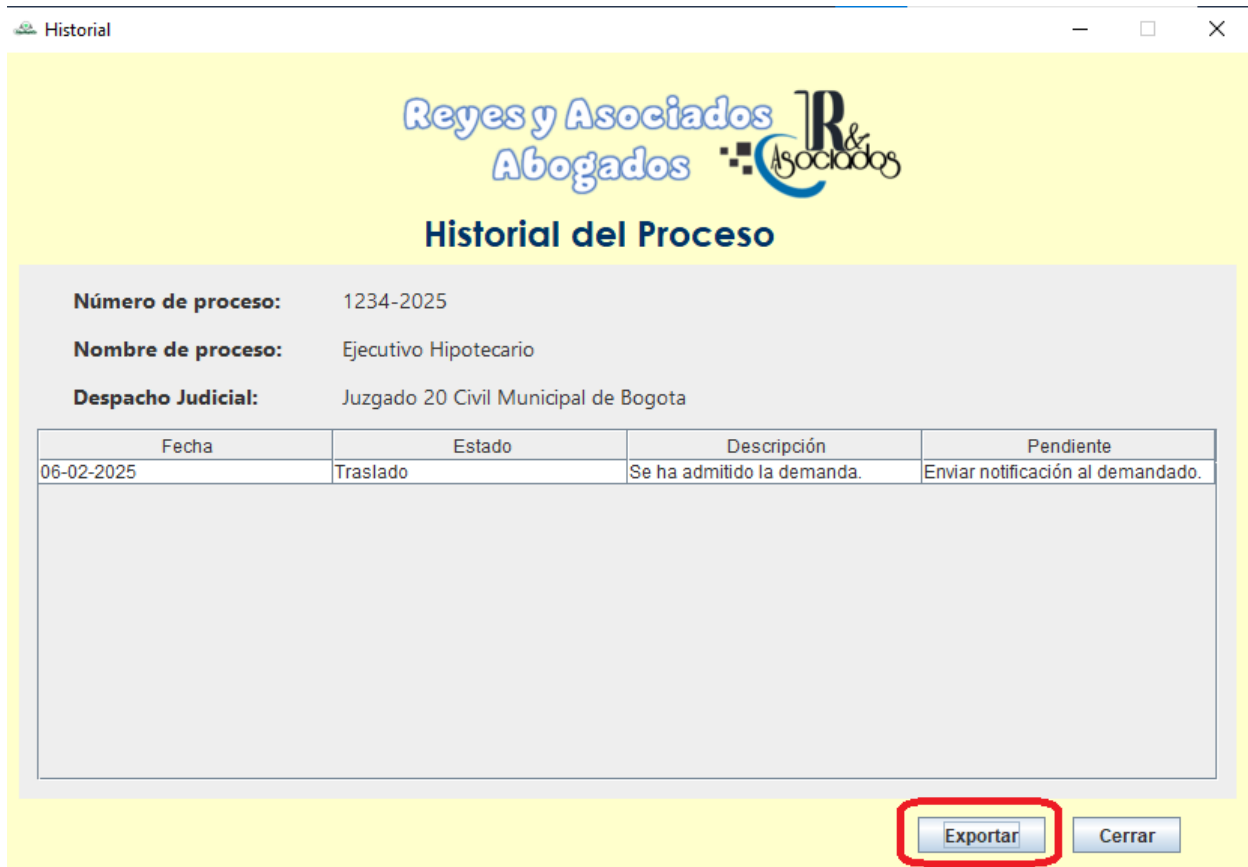 Historial
Reyes y Asociados
Abogados
R&
Asociados
Historial del Proceso
Número de proceso: 1234-2025
Nombre de proceso: Ejecutivo Hipotecario
Despacho Judicial: Juzgado 20 Civil Municipal de Bogota
Fecha Estado Descripción Pendiente
06-02-2025 Traslado Se ha admitido la demanda. Enviar notificación al demandado.
Exportar Cerrar